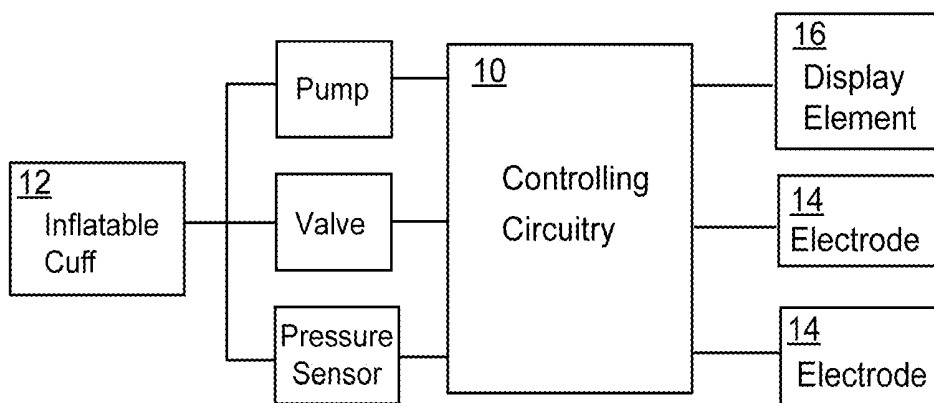 12
Inflatable
Cuff
Pump
Valve
Pressure
Sensor
10
Controlling
Circuitry
16
Display
Element
14
Electrode
14
Electrode